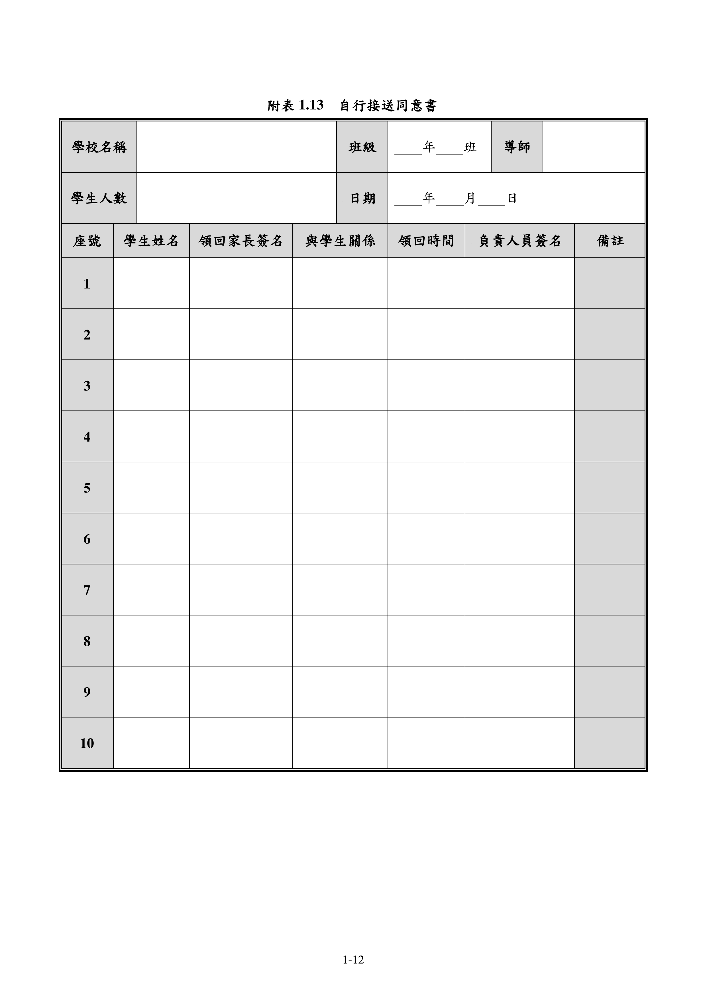 附表 1.13　自行接送同意書
學校名稱 班級 ____年____班 導師
學生人數 日期 ____年____月____日
座號 學生姓名 領回家長簽名 與學生關係 領回時間 負責人員簽名 備註
1
2
3
4
5
6
7
8
9
10
1-12